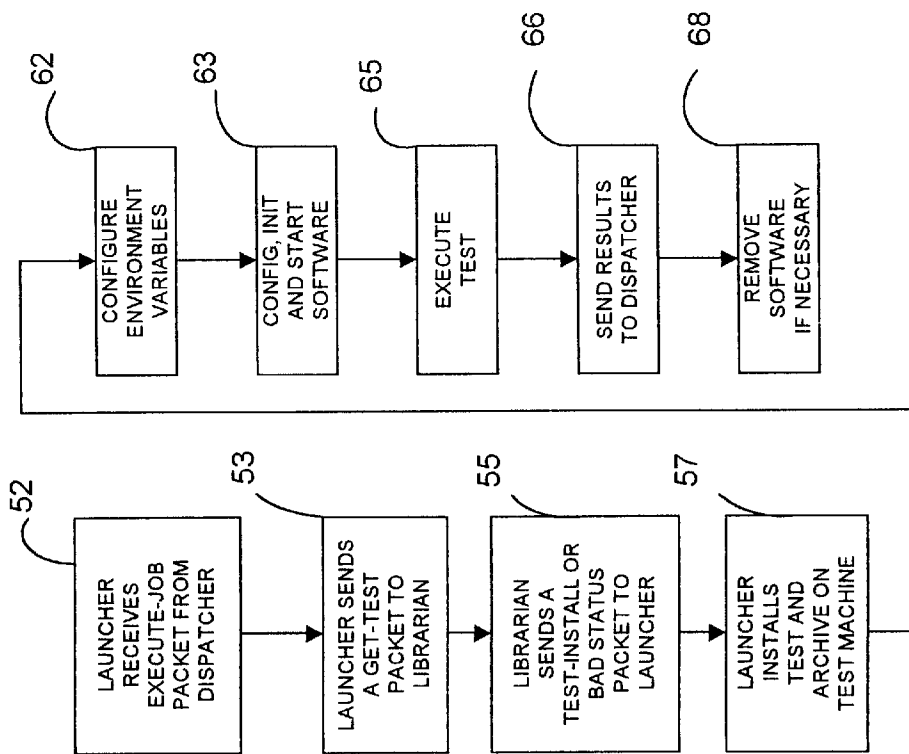 52
LAUNCHER
RECEIVES
EXECUTE-JOB
PACKET FROM
DISPATCHER
53
LAUNCHER SENDS
A GET-TEST
PACKET TO
LIBRARIAN
55
LIBRARIAN
SENDS A
TEST-INSTALL OR
BAD STATUS
PACKET TO
LAUNCHER
57
LAUNCHER
INSTALLS
TEST AND
ARCHIVE ON
TEST MACHINE
62
CONFIGURE
ENVIRONMENT
VARIABLES
63
CONFIG, INIT
AND START
SOFTWARE
65
EXECUTE
TEST
66
SEND RESULTS
TO DISPATCHER
68
REMOVE
SOFTWARE
IF NECESSARY